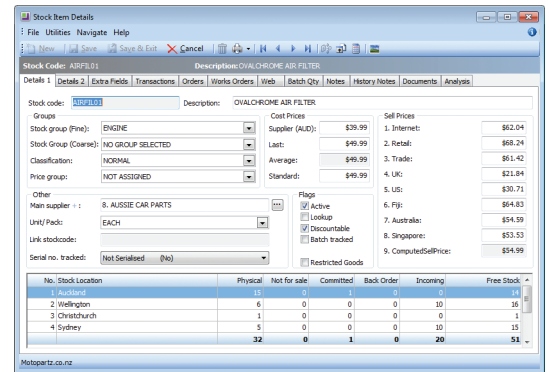 Stock Item Details
File Utilities Navigate Help
New Save Save & Exit Cancel
Stock Code: AIRFIL01 Description: OVALCHROME AIR FILTER
Details 1 Details 2 Extra Fields Transactions Orders Works Orders Web Batch Qty Notes History Notes Documents Analysis
Stock code: AIRFIL01 Description: OVALCHROME AIR FILTER
Groups Cost Prices Sell Prices
Stock group (Fine): ENGINE Supplier (AUD): $39.99 1. Internet: $62.04
Stock Group (Coarse): NO GROUP SELECTED Last: $49.99 2. Retail: $68.24
Classification: NORMAL Average: $49.99 3. Trade: $61.42
Price group: NOT ASSIGNED Standard: $49.99 4. UK: $21.84
5. US: $30.71
Other Flags
Main supplier + : 8. AUSSIE CAR PARTS ... Active 6. Fiji: $64.83
Lookup
Unit/ Pack: EACH Discountable 7. Australia: $54.59
Link stockcode: Batch tracked 8. Singapore: $53.53
Serial no. tracked: Not Serialised (No) Restricted Goods 9. ComputedSellPrice: $54.99
No. Stock Location Physical Not for sale Committed Back Order Incoming Free Stock
1 Auckland 15 0 1 0 0 14
2 Wellington 6 0 0 0 10 16
3 Christchurch 1 0 0 0 0 1
4 Sydney 5 0 0 0 10 15
32 0 1 0 20 51
Motopartz.co.nz